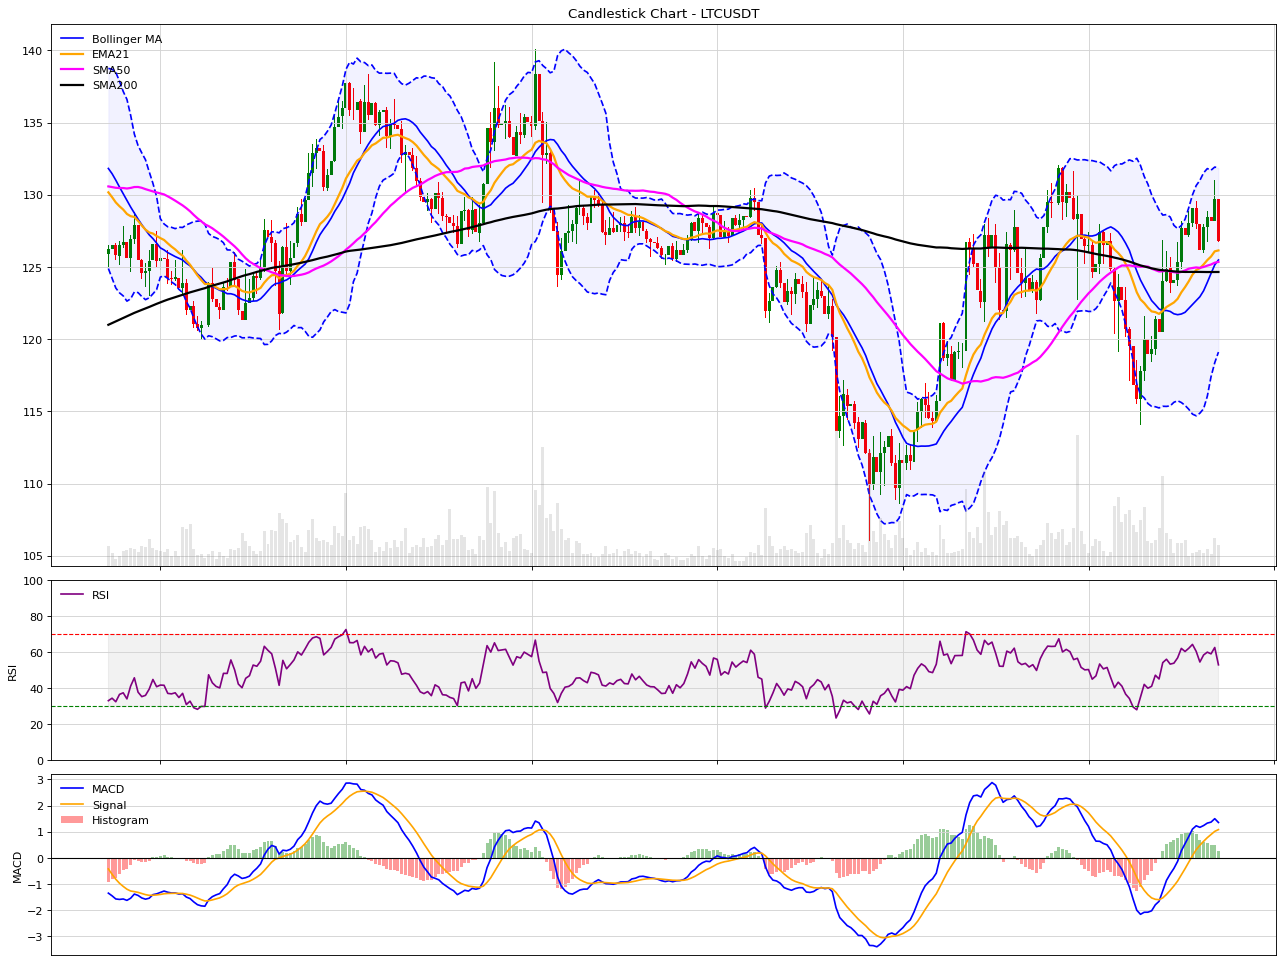 Candlestick Chart - LTCUSDT
Bollinger MA
EMA21
SMA50
SMA200
140
135
130
125
120
115
110
105
RSI
100
80
60
40
20
0
RSI
MACD
Signal
Histogram
3
2
1
0
−1
−2
−3
MACD